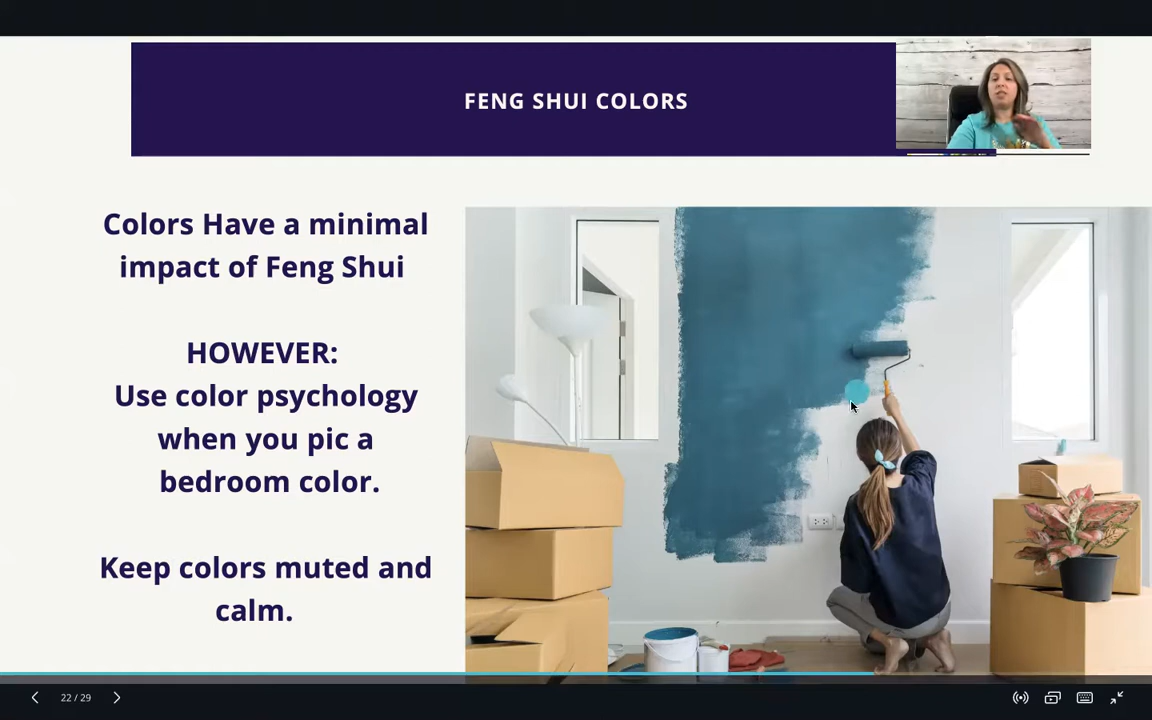 FENG SHUI COLORS
Colors Have a minimal
impact of Feng Shui
HOWEVER:
Use color psychology
when you pic a
bedroom color.
Keep colors muted and
calm.
22 / 29